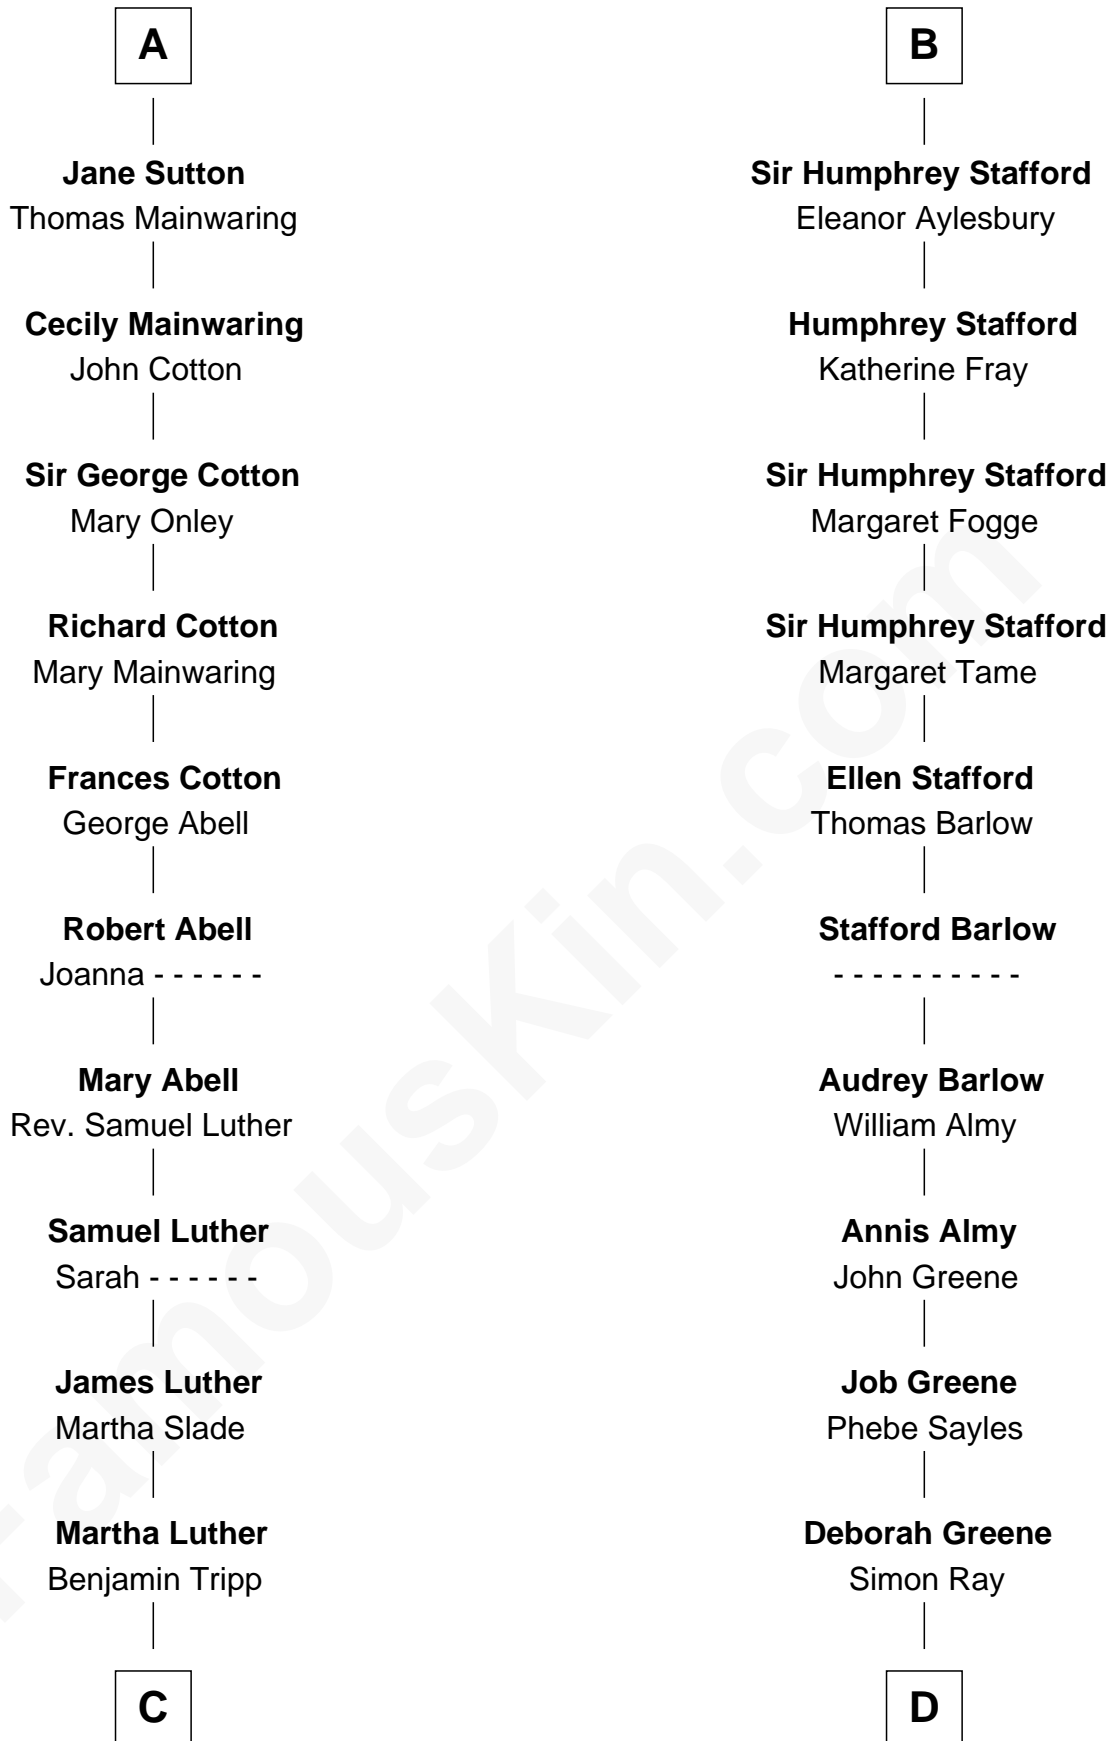 A
Jane Sutton
Thomas Mainwaring
Cecily Mainwaring
John Cotton
Sir George Cotton
Mary Onley
Richard Cotton
Mary Mainwaring
Frances Cotton
George Abell
Robert Abell
Joanna - - - - - -
Mary Abell
Rev. Samuel Luther
Samuel Luther
Sarah - - - - - -
James Luther
Martha Slade
Martha Luther
Benjamin Tripp
C
B
Sir Humphrey Stafford
Eleanor Aylesbury
Humphrey Stafford
Katherine Fray
Sir Humphrey Stafford
Margaret Fogge
Sir Humphrey Stafford
Margaret Tame
Ellen Stafford
Thomas Barlow
Stafford Barlow
- - - - - - - - - -
Audrey Barlow
William Almy
Annis Almy
John Greene
Job Greene
Phebe Sayles
Deborah Greene
Simon Ray
D
FamousKin.com